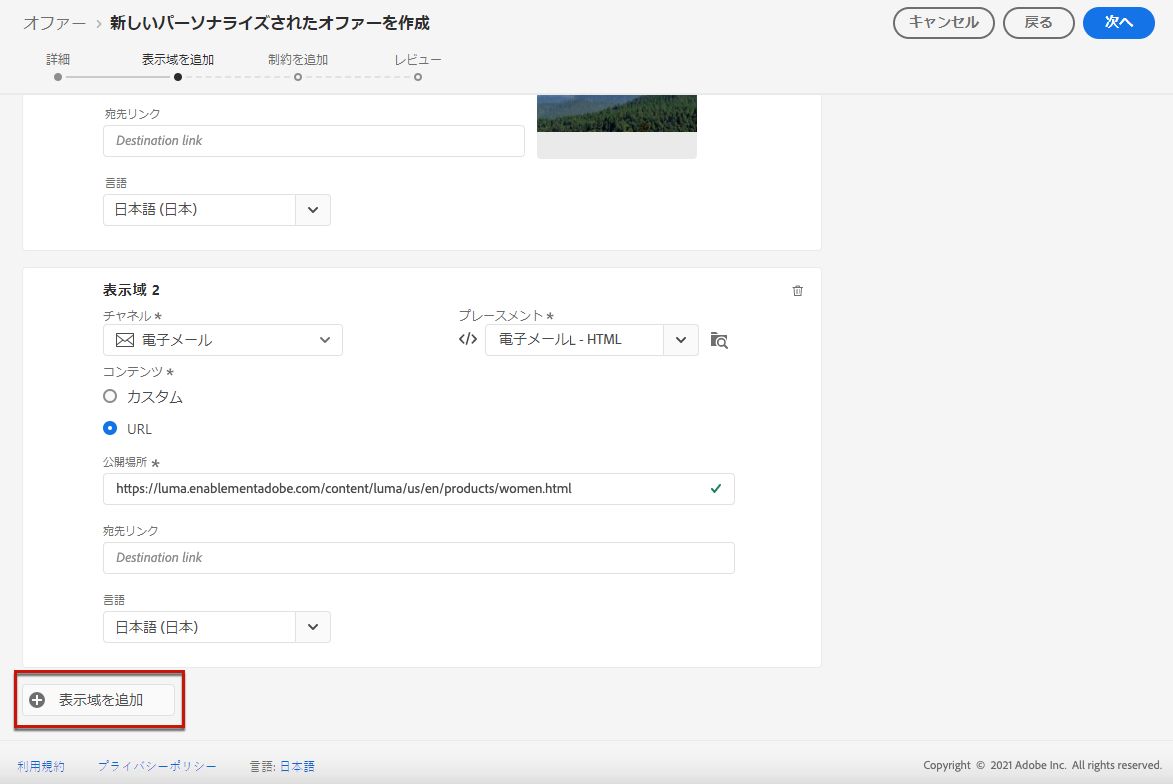 オファー › 新しいパーソナライズされたオファーを作成
キャンセル 戻る 次へ
詳細 表示域を追加 制約を追加 レビュー
宛先リンク
Destination link
言語
日本語 (日本)
表示域 2
チャネル * プレースメント *
電子メール </> 電子メールL - HTML
コンテンツ *
カスタム
URL
公開場所 *
https://luma.enablementadobe.com/content/luma/us/en/products/women.html
宛先リンク
Destination link
言語
日本語 (日本)
表示域を追加
利用規約 プライバシーポリシー 言語: 日本語 Copyright © 2021 Adobe Inc. All rights reserved.